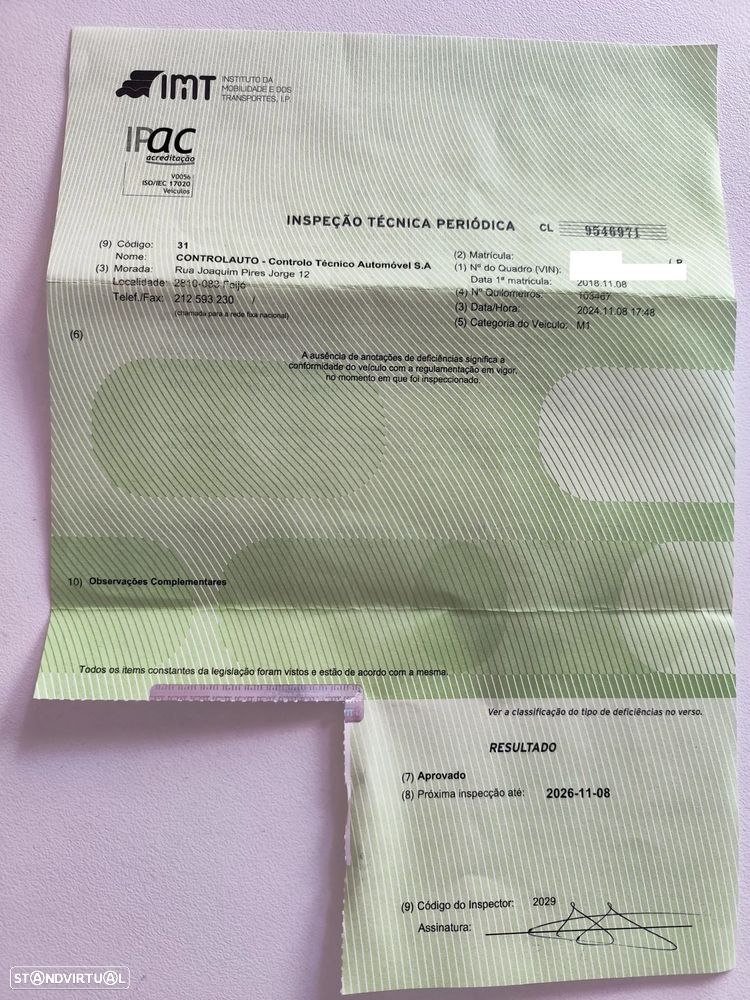 IMT INSTITUTO DA
MOBILIDADE E DOS
TRANSPORTES, I.P.
IPAC
acreditação
V0056
ISO/IEC 17020
Veículos
INSPEÇÃO TÉCNICA PERIÓDICA CL 9546971
(9) Código: 31
Nome: CONTROLAUTO - Controlo Técnico Automóvel S.A
(3) Morada: Rua Joaquim Pires Jorge 12
Localidade: 2810-083 Feijó
Telef./Fax: 212 593 230 /
(chamada para a rede fixa nacional)
(2) Matrícula: / P
(1) Nº do Quadro (VIN):
Data 1ª matricula: 2018.11.08
(4) Nº Quilometros: 103467
(3) Data/Hora: 2024.11.08 17:48
(5) Categoria do Veiculo: M1
(6)
A ausência de anotações de deficiências significa a
conformidade do veículo com a regulamentação em vigor,
no momento em que foi inspeccionado.
10) Observações Complementares
Todos os items constantes da legislação foram vistos e estão de acordo com a mesma.
Ver a classificação do tipo de deficiências no verso.
RESULTADO
(7) Aprovado
(8) Próxima inspecção até: 2026-11-08
(9) Código do Inspector: 2029
Assinatura:
STANDVIRTUAL